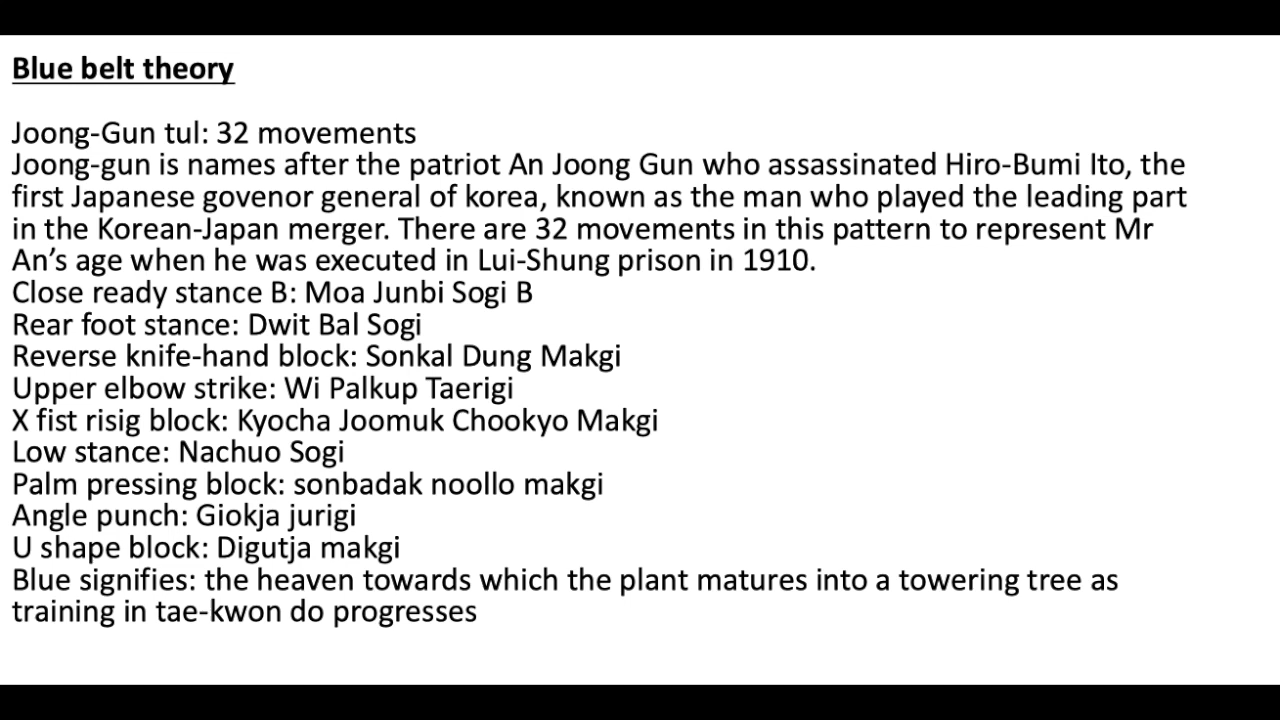 Blue belt theory
Joong-Gun tul: 32 movements
Joong-gun is names after the patriot An Joong Gun who assassinated Hiro-Bumi Ito, the
first Japanese govenor general of korea, known as the man who played the leading part
in the Korean-Japan merger. There are 32 movements in this pattern to represent Mr
An’s age when he was executed in Lui-Shung prison in 1910.
Close ready stance B: Moa Junbi Sogi B
Rear foot stance: Dwit Bal Sogi
Reverse knife-hand block: Sonkal Dung Makgi
Upper elbow strike: Wi Palkup Taerigi
X fist risig block: Kyocha Joomuk Chookyo Makgi
Low stance: Nachuo Sogi
Palm pressing block: sonbadak noollo makgi
Angle punch: Giokja jurigi
U shape block: Digutja makgi
Blue signifies: the heaven towards which the plant matures into a towering tree as
training in tae-kwon do progresses